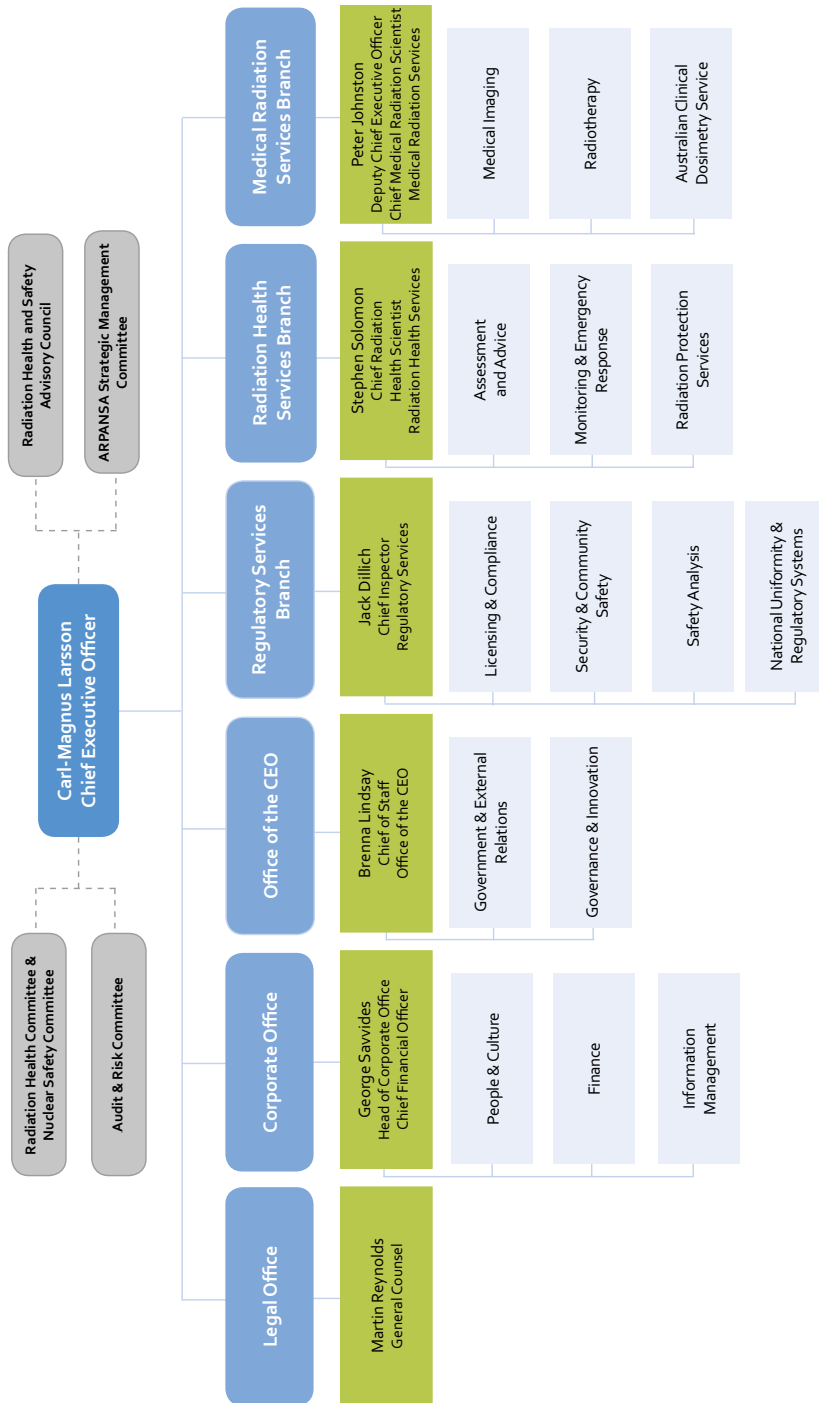 Radiation Health Committee &
Nuclear Safety Committee
Audit & Risk Committee
Carl-Magnus Larsson
Chief Executive Officer
Radiation Health and Safety
Advisory Council
ARPANSA Strategic Management
Committee
Legal Office
Martin Reynolds
General Counsel
Corporate Office
George Savvides
Head of Corporate Office
Chief Financial Officer
People & Culture
Finance
Information
Management
Office of the CEO
Brenna Lindsay
Chief of Staff
Office of the CEO
Government & External
Relations
Governance & Innovation
Regulatory Services
Branch
Jack Dillich
Chief Inspector
Regulatory Services
Licensing & Compliance
Security & Community
Safety
Safety Analysis
National Uniformity &
Regulatory Systems
Radiation Health
Services Branch
Stephen Solomon
Chief Radiation
Health Scientist
Radiation Health Services
Assessment
and Advice
Monitoring & Emergency
Response
Radiation Protection
Services
Medical Radiation
Services Branch
Peter Johnston
Deputy Chief Executive Officer
Chief Medical Radiation Scientist
Medical Radiation Services
Medical Imaging
Radiotherapy
Australian Clinical
Dosimetry Service